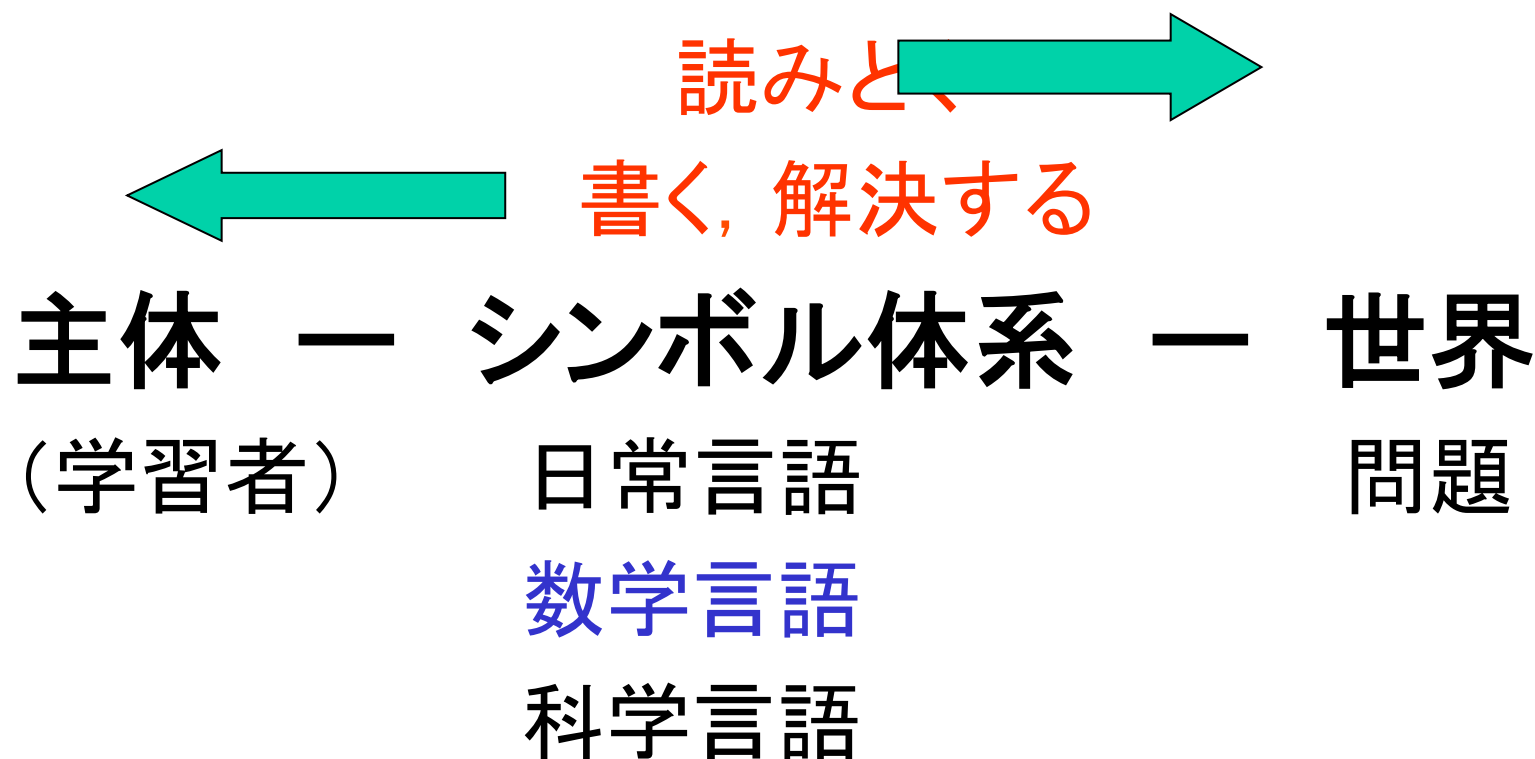 読みとく
書く, 解決する
主体 ー シンボル体系 ー 世界
(学習者) 日常言語 問題
数学言語
科学言語